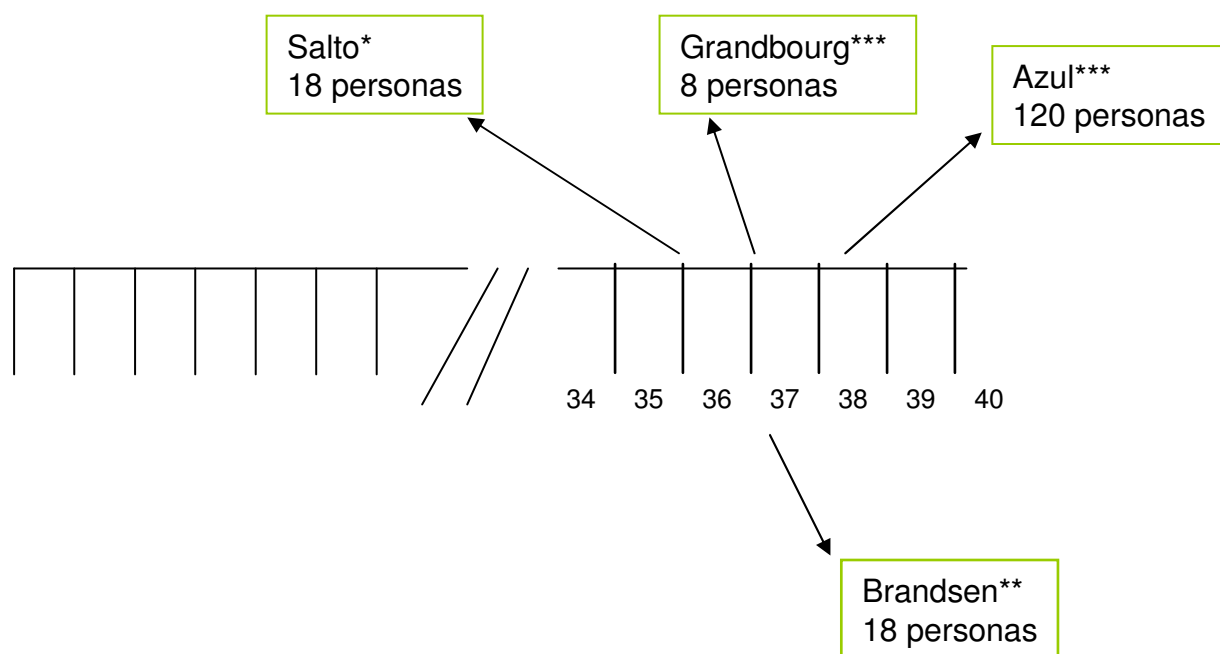 Salto*
18 personas
Grandbourg***
8 personas
Azul***
120 personas
34 35 36 37 38 39 40
Brandsen**
18 personas